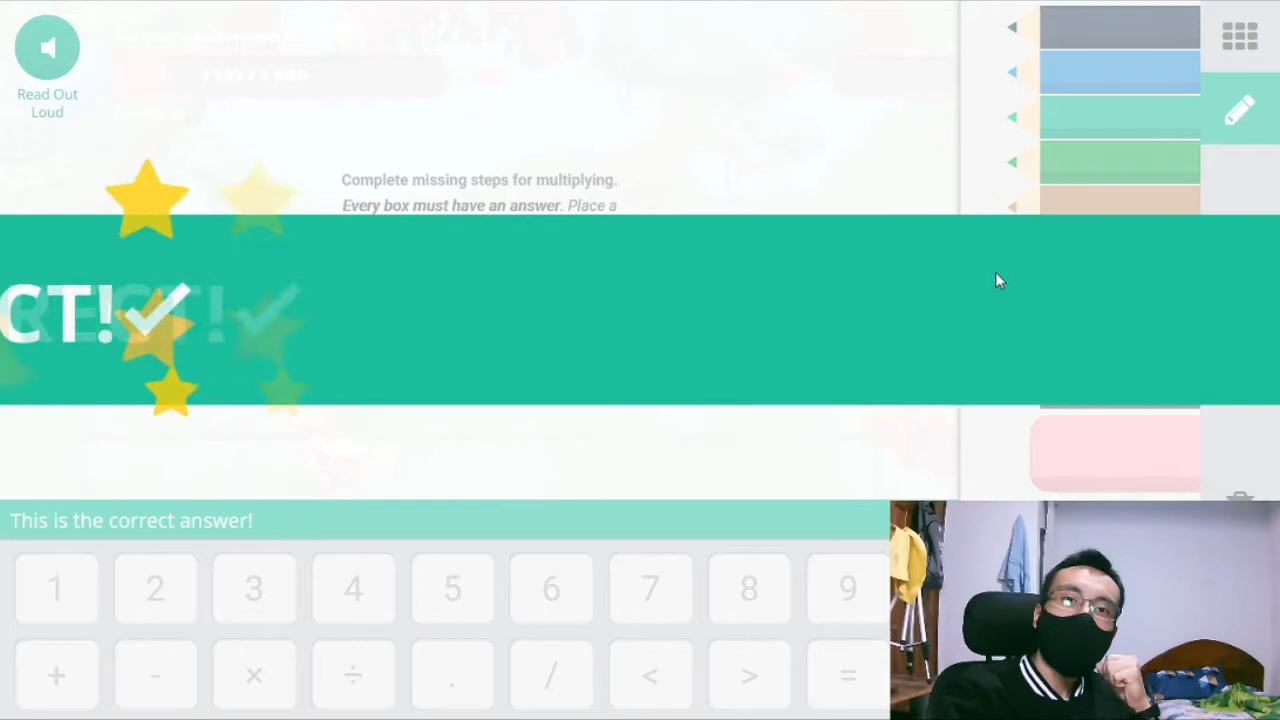 Read Out
Loud
Complete missing steps for multiplying.
Every box must have an answer. Place a
CT!
This is the correct answer!
1 2 3 4 5 6 7 8 9
+ - × ÷ . / < > =